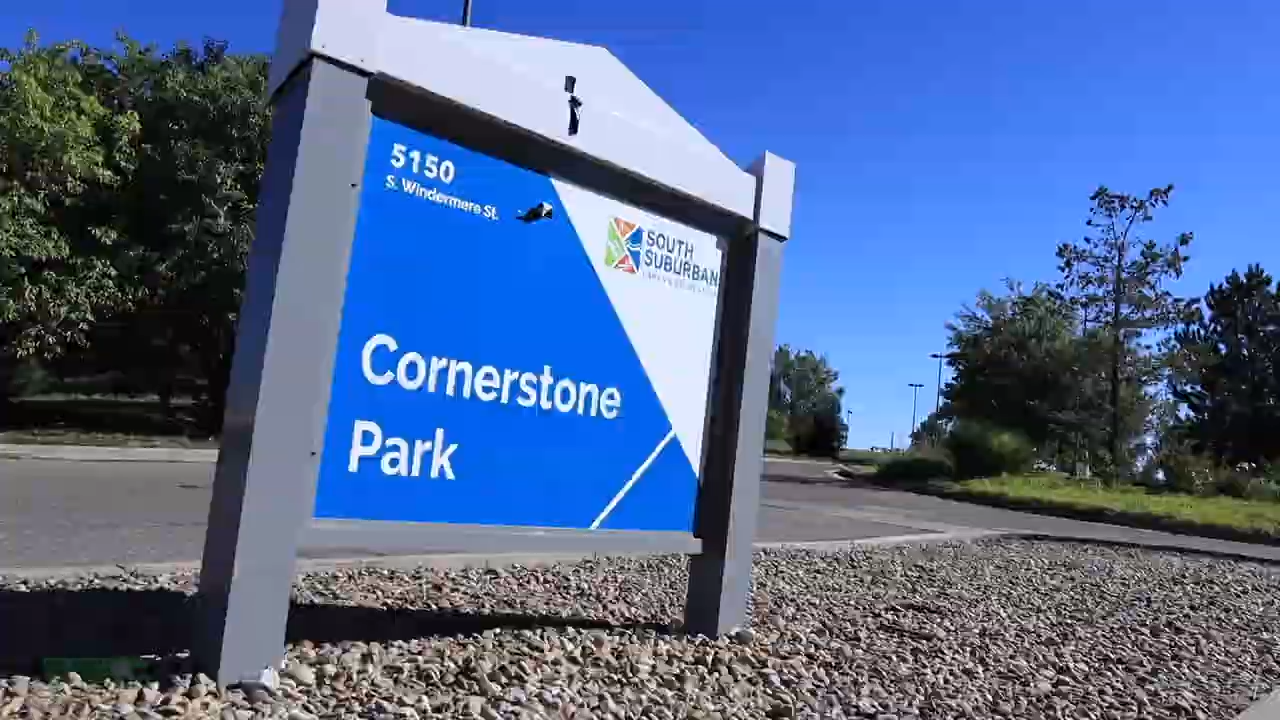 5150
S. Windermere St.
SOUTH
SUBURBAN
Cornerstone
Park